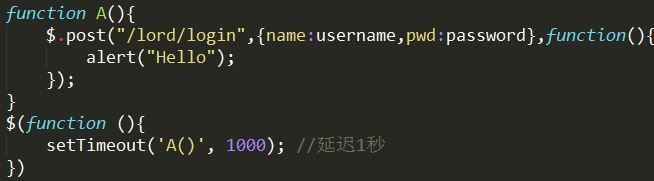 function A(){
    $.post("/lord/login",{name:username,pwd:password},function(){
        alert("Hello");
    });
}
$(function (){
    setTimeout('A()', 1000); //延迟1秒
})